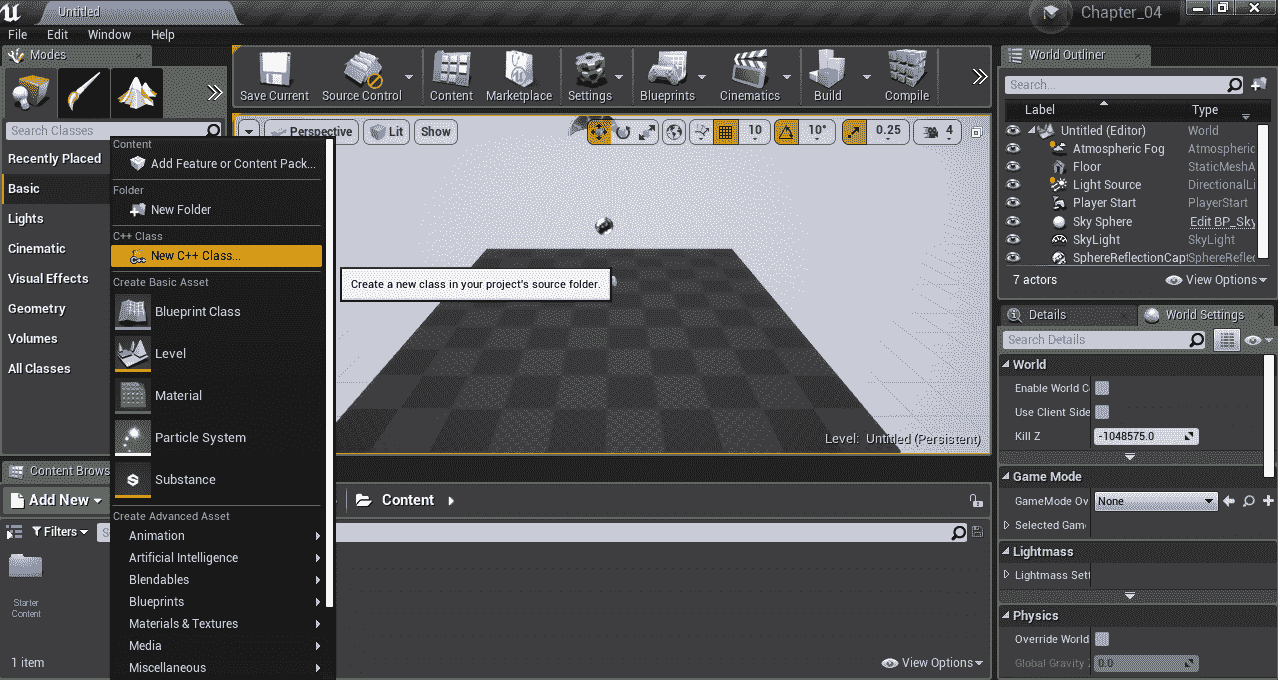 Untitled
Chapter_04
File Edit Window Help
Modes
Search Classes
Recently Placed
Basic
Lights
Cinematic
Visual Effects
Geometry
Volumes
All Classes
Save Current
Source Control
Content
Marketplace
Settings
Blueprints
Cinematics
Build
Compile
Perspective
Lit
Show
10
10°
0.25
4
Content
Add Feature or Content Pack...
Folder
New Folder
C++ Class
New C++ Class...
Create a new class in your project's source folder.
Create Basic Asset
Blueprint Class
Level
Material
Particle System
Substance
Create Advanced Asset
Animation
Artificial Intelligence
Blendables
Blueprints
Materials & Textures
Media
Miscellaneous
Level: Untitled (Persistent)
Content Brows
Add New
Content
Filters
S
Starter
Content
1 item
View Options
World Outliner
Search...
Label Type
Untitled (Editor) World
Atmospheric Fog Atmospheric
Floor StaticMeshA
Light Source DirectionalLi
Player Start PlayerStart
Sky Sphere Edit BP_Sky
SkyLight SkyLight
SphereReflectionCapt SphereReflec
7 actors
View Options
Details
World Settings
Search Details
World
Enable World C
Use Client Side
Kill Z -1048575.0
Game Mode
GameMode Ov None
Selected Gam
Lightmass
Lightmass Sett
Physics
Override World
Global Gravity Z 0.0